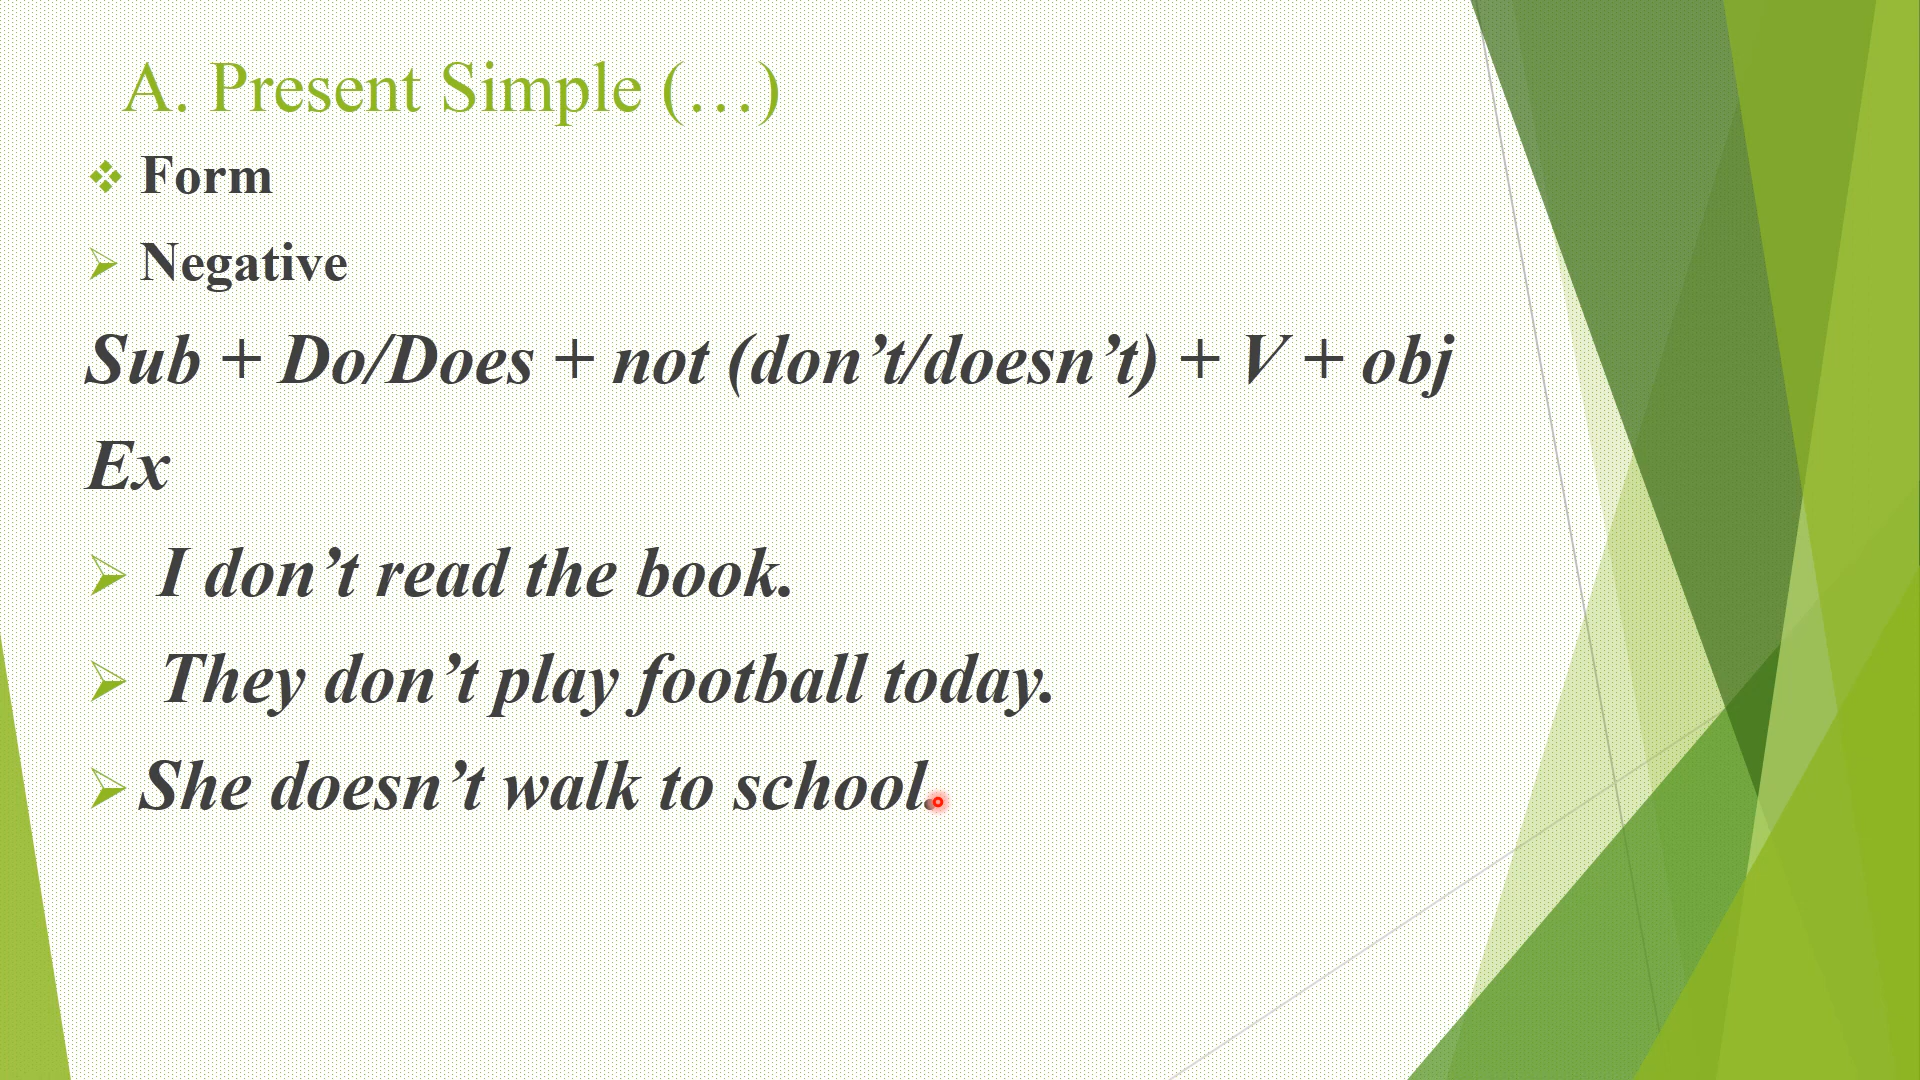 A. Present Simple (…)
Form
Negative
Sub + Do/Does + not (don’t/doesn’t) + V + obj
Ex
I don’t read the book.
They don’t play football today.
She doesn’t walk to school.